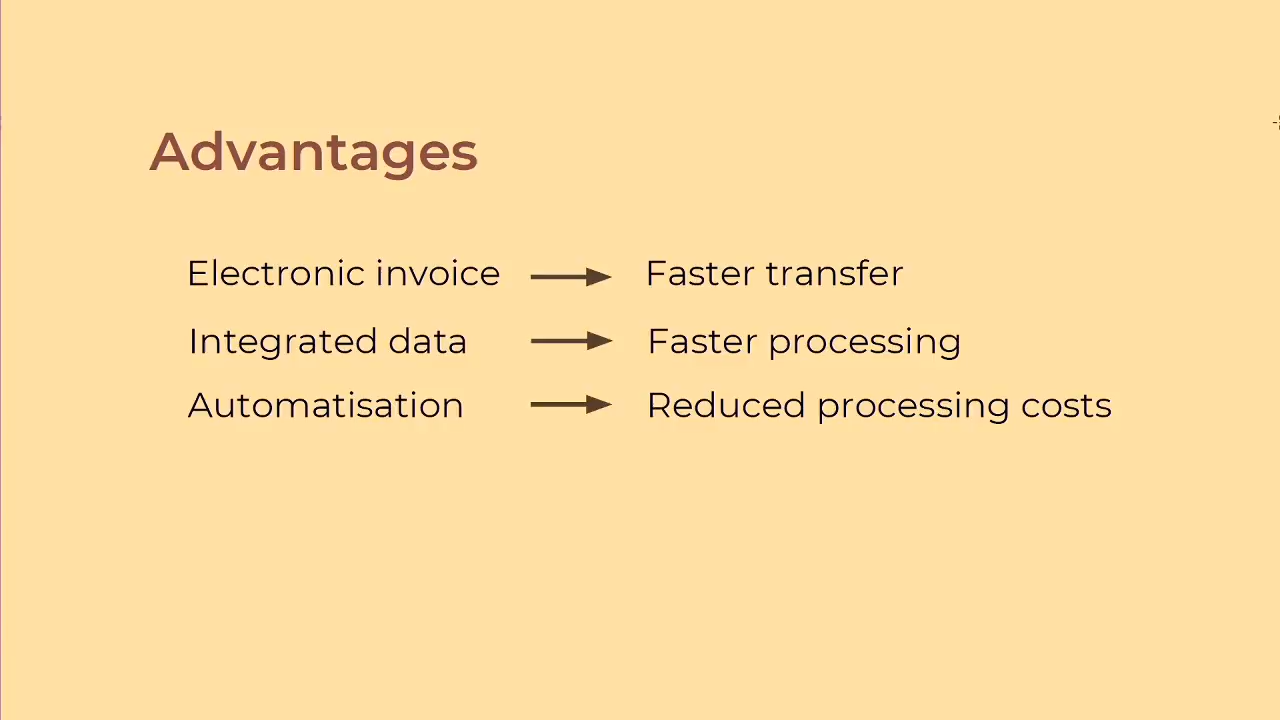 Advantages
Electronic invoice → Faster transfer
Integrated data → Faster processing
Automatisation → Reduced processing costs